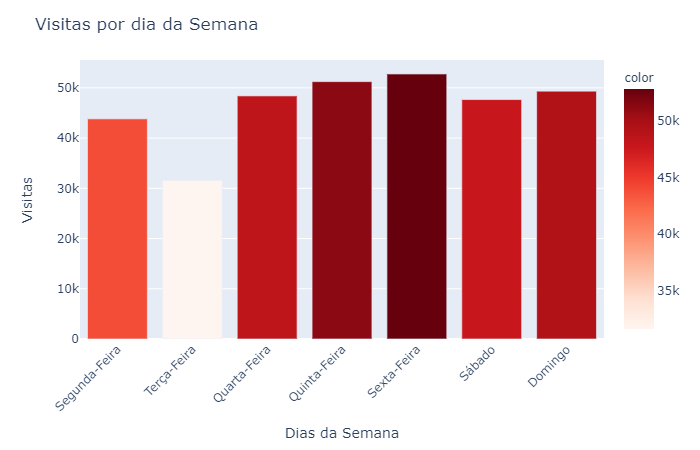 Visitas por dia da Semana
color
50k
40k
30k
20k
10k
0
Visitas
50k
45k
40k
35k
Segunda-Feira
Terça-Feira
Quarta-Feira
Quinta-Feira
Sexta-Feira
Sábado
Domingo
Dias da Semana